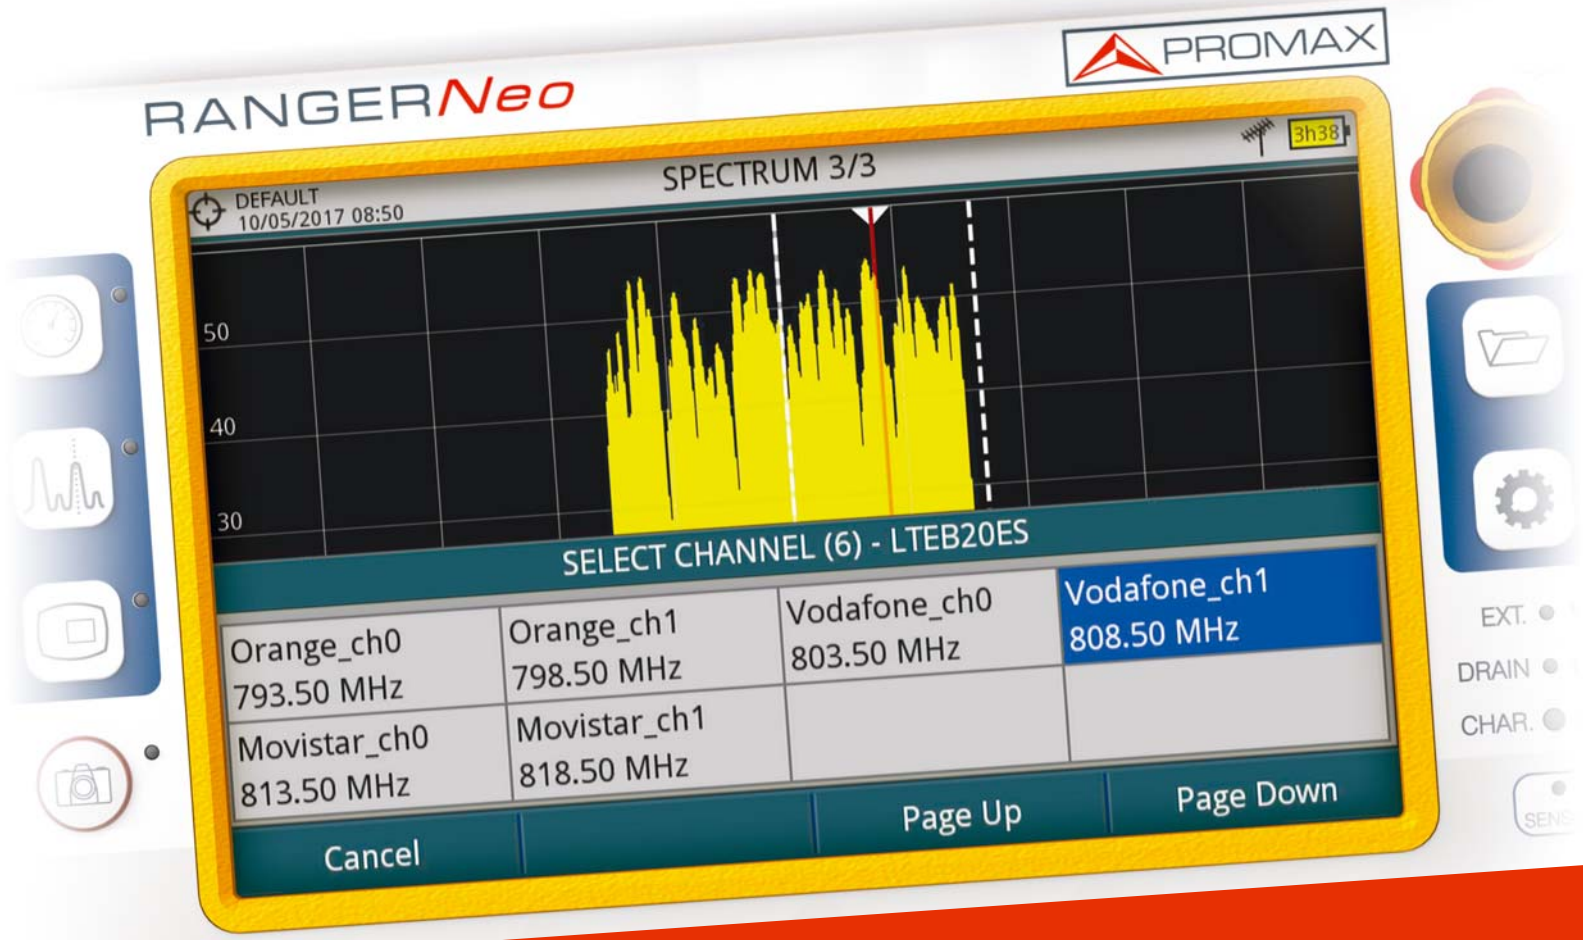 PROMAX
RANGERNeo
DEFAULT
10/05/2017 08:50
SPECTRUM 3/3
3h38
50
40
30
SELECT CHANNEL (6) - LTEB20ES
Orange_ch0
793.50 MHz
Orange_ch1
798.50 MHz
Vodafone_ch0
803.50 MHz
Vodafone_ch1
808.50 MHz
Movistar_ch0
813.50 MHz
Movistar_ch1
818.50 MHz
Cancel
Page Up
Page Down
EXT.
DRAIN
CHAR.